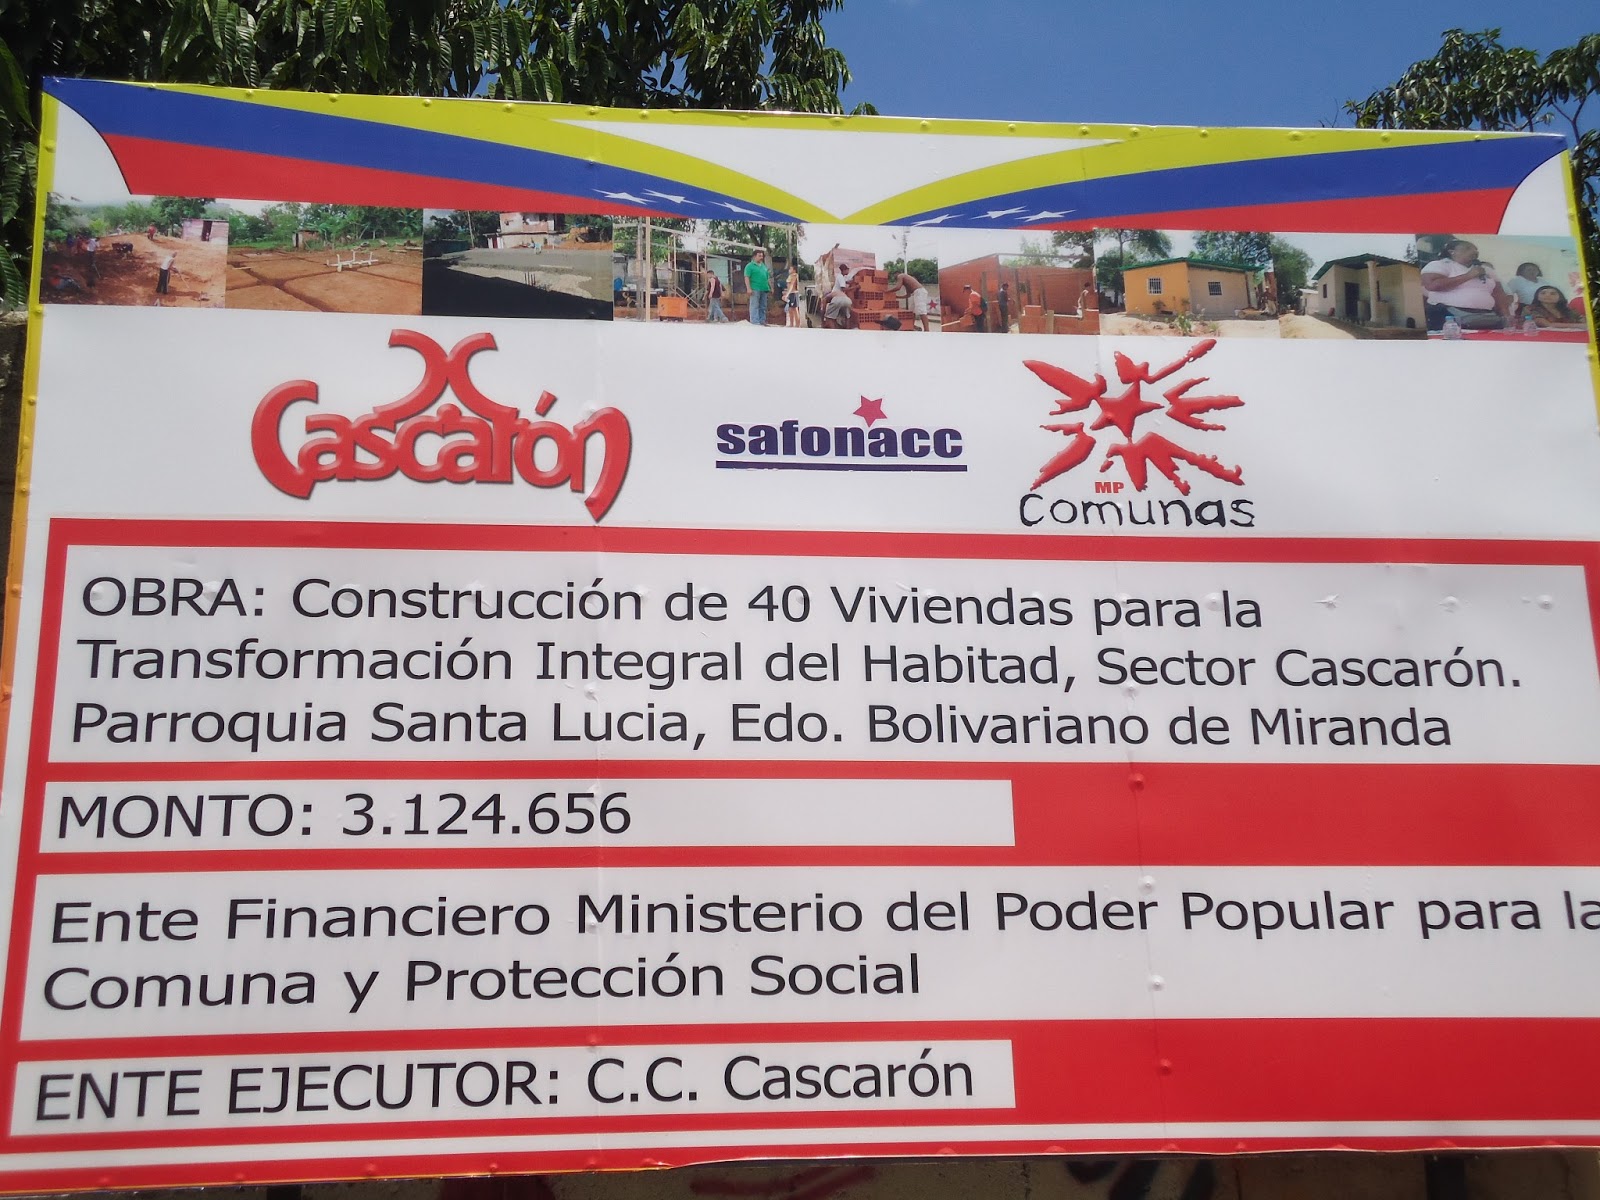 Cascarón
safonacc
MP
Comunas
OBRA: Construcción de 40 Viviendas para la
Transformación Integral del Habitad, Sector Cascarón.
Parroquia Santa Lucia, Edo. Bolivariano de Miranda
MONTO: 3.124.656
Ente Financiero Ministerio del Poder Popular para la
Comuna y Protección Social
ENTE EJECUTOR: C.C. Cascarón